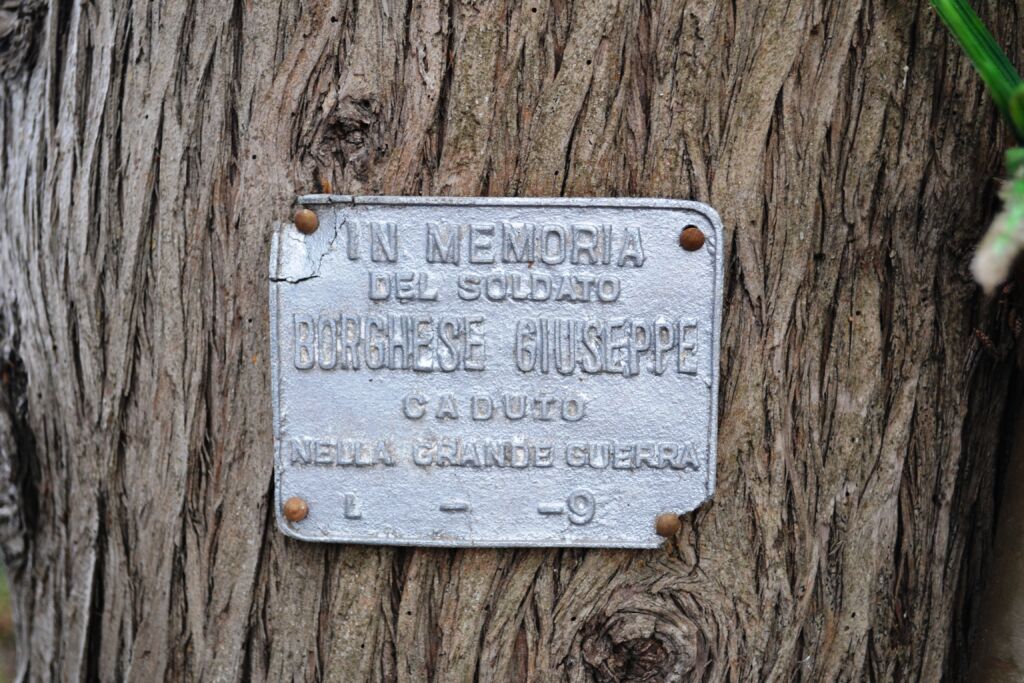 IN MEMORIA
DEL SOLDATO
BORGHESE GIUSEPPE
CADUTO
NELLA GRANDE GUERRA
L - -9